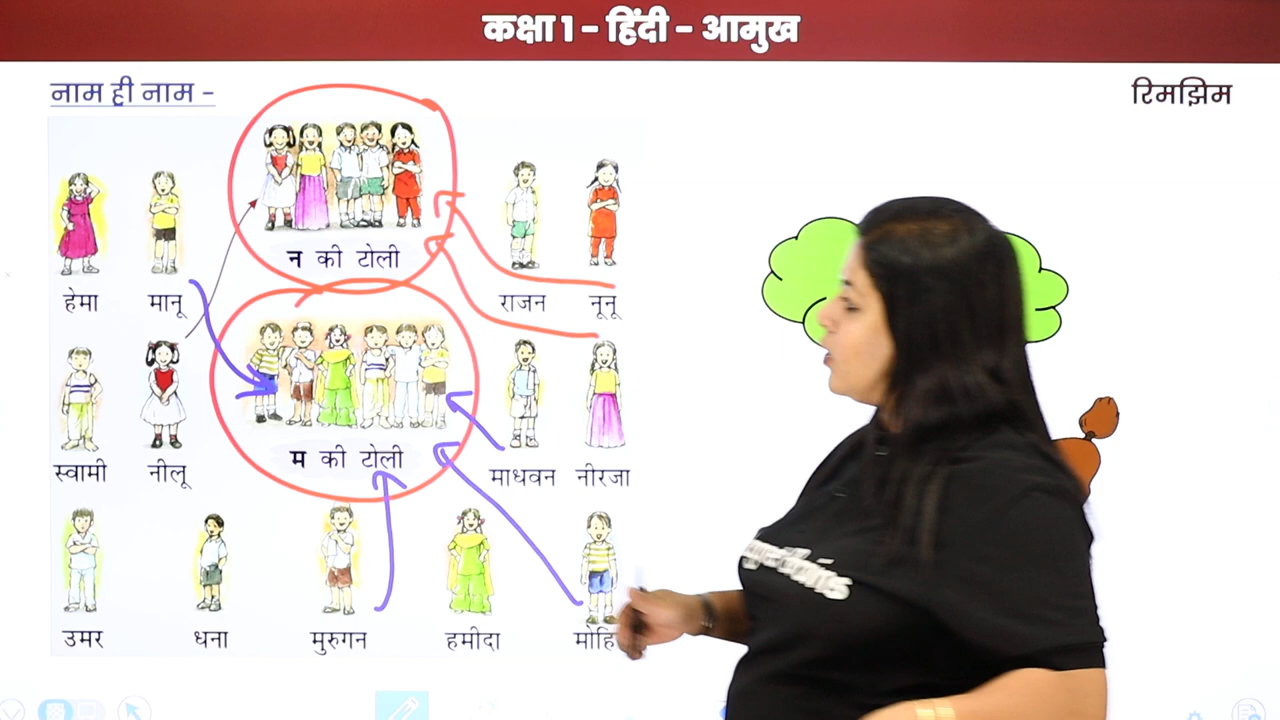 कक्षा 1 - हिंदी - आमुख
नाम ही नाम -
रिमझिम
न की टोली
हेमा मानू राजन नूनू
म की टोली
स्वामी नीलू माधवन नीरजा
उमर धना मुरुगन हमीदा मोहि